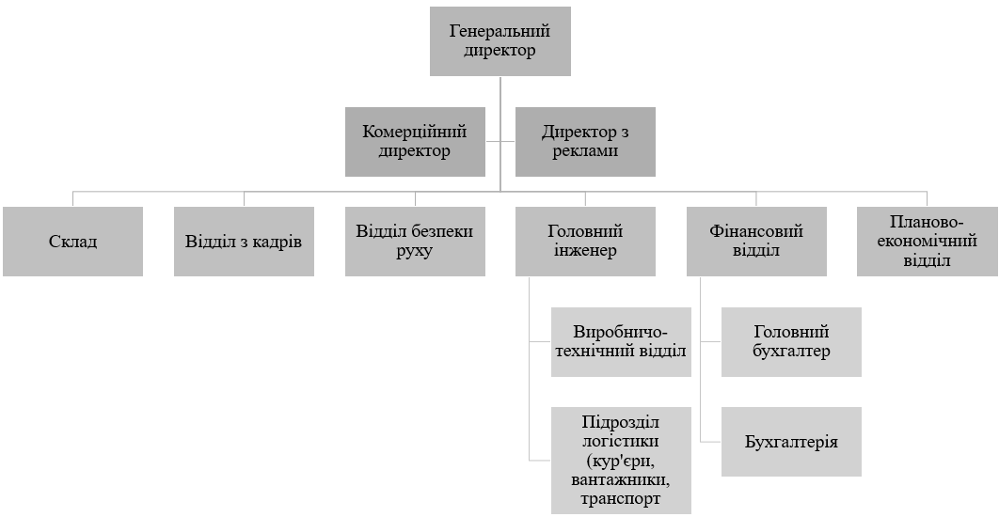 Генеральний
директор
Комерційний
директор
Директор з
реклами
Склад
Відділ з кадрів
Відділ безпеки
руху
Головний
інженер
Фінансовий
відділ
Планово-
економічний
відділ
Виробничо-
технічний відділ
Головний
бухгалтер
Підрозділ
логістики
(кур'єри,
вантажники,
транспорт
Бухгалтерія